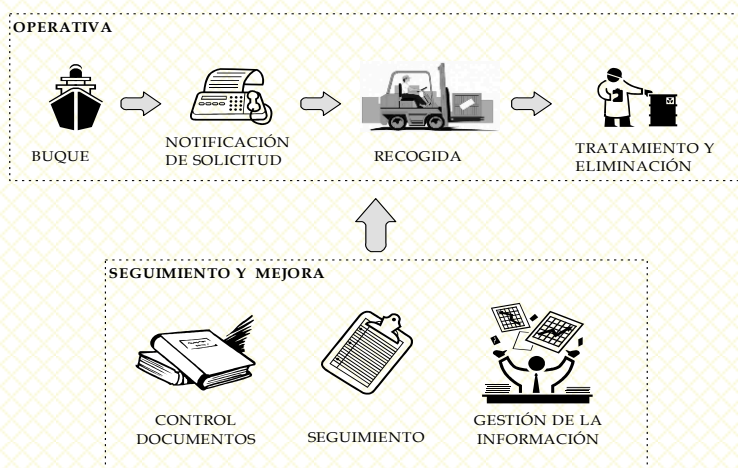 OPERATIVA
BUQUE
NOTIFICACIÓN
DE SOLICITUD
RECOGIDA
TRATAMIENTO Y
ELIMINACIÓN
SEGUIMIENTO Y MEJORA
CONTROL
DOCUMENTOS
SEGUIMIENTO
GESTIÓN DE LA
INFORMACIÓN